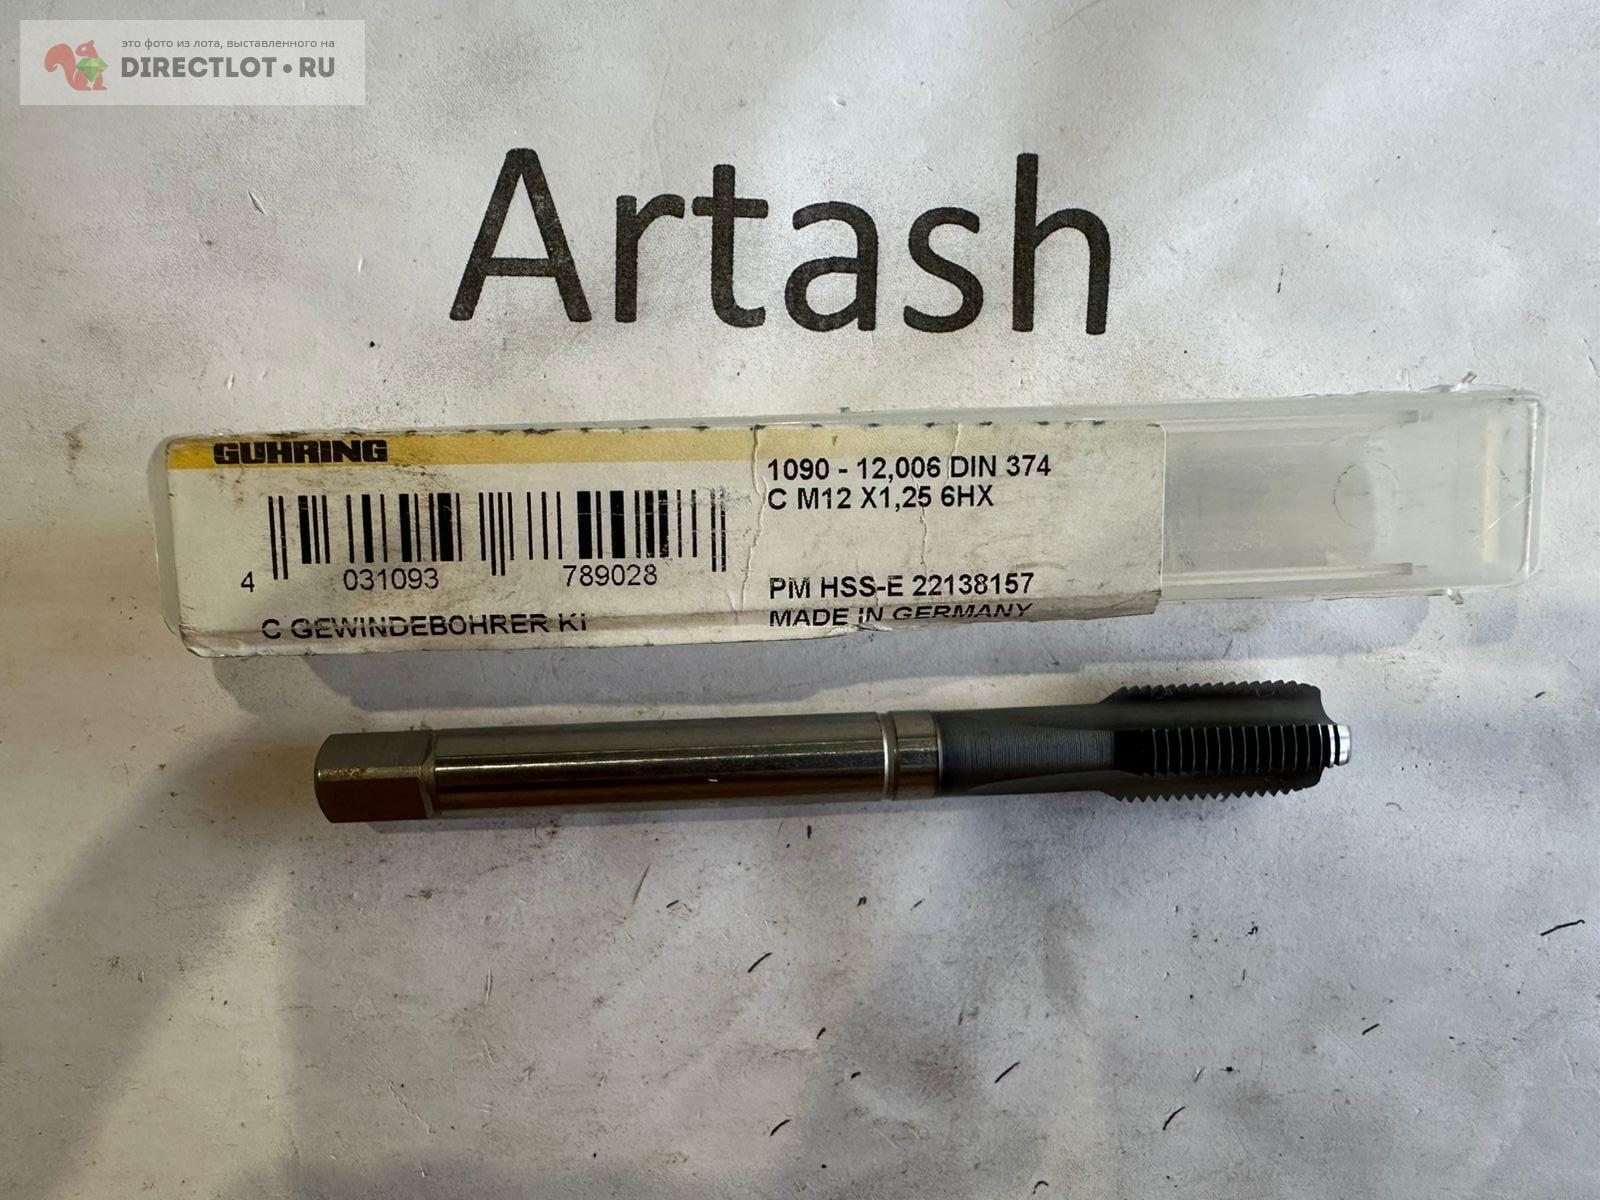 это фото из лота, выставленного на
DIRECTLOT•RU
Artash
GUHRING
1090 - 12,006 DIN 374
C M12 X1,25 6HX
4 031093 789028
PM HSS-E 22138157
C GEWINDEBOHRER KI
MADE IN GERMANY